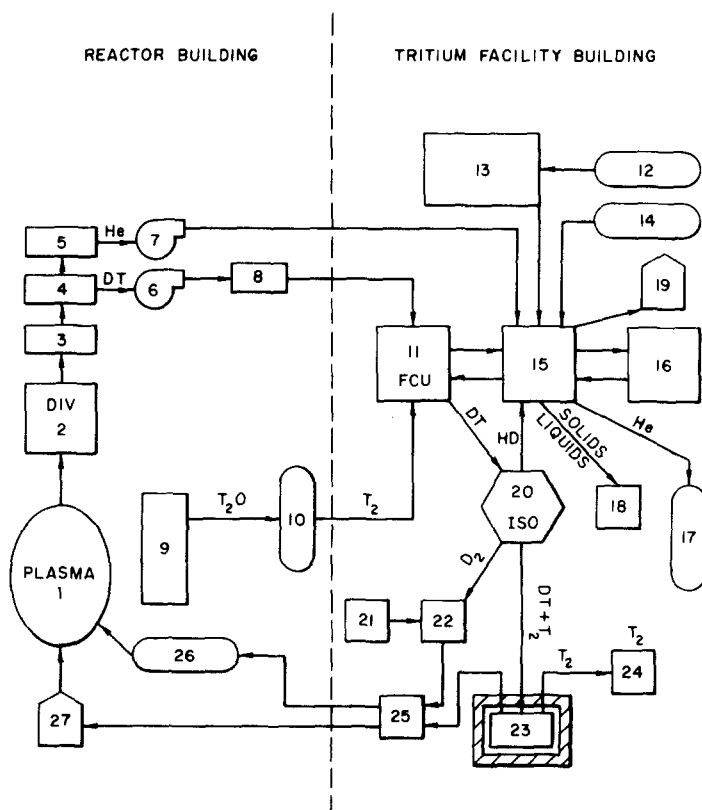 REACTOR BUILDING
TRITIUM FACILITY BUILDING
13
12
14
5
He
7
4
DT
6
8
19
3
11
FCU
15
16
DIV
2
DT
HD
SOLIDS
LIQUIDS
He
T₂O
10
T₂
20
ISO
18
17
9
PLASMA
1
D₂
DT + T₂
21
22
26
T₂
T₂
24
25
27
23